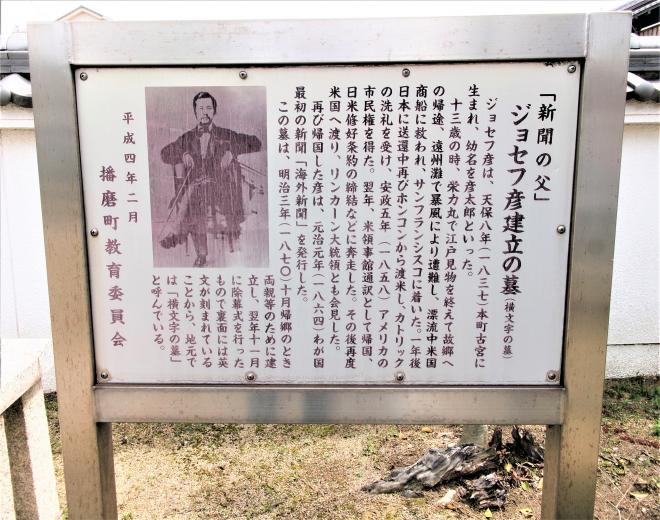 「新聞の父」
ジョセフ彦建立の墓（横文字の墓）
ジョセフ彦は、天保八年（一八三七）本町古宮に
生まれ、幼名を彦太郎といった。
十三歳の時、栄力丸で江戸見物を終えて故郷へ
の帰途、遠州灘で暴風により遭難し、漂流中米国
商船に救われ、サンフランシスコに着いた。一年後
日本に送還中再びホンコンから渡米し、カトリック
の洗礼を受け、安政五年（一八五八）アメリカの
市民権を得た。翌年、米領事館通訳として帰国、
日米修好条約の締結などに奔走した。その後再度
米国へ渡り、リンカーン大統領とも会見した。
再び帰国した彦は、元治元年（一八六四）わが国
最初の新聞「海外新聞」を発行した。
この墓は、明治三年（一八七〇）十月帰郷のとき
両親等のために建
立し、翌年十一月
に除幕式を行った
もので裏面には英
文が刻まれている
ことから、地元で
は「横文字の墓」
と呼んでいる。
平成四年二月
播磨町教育委員会